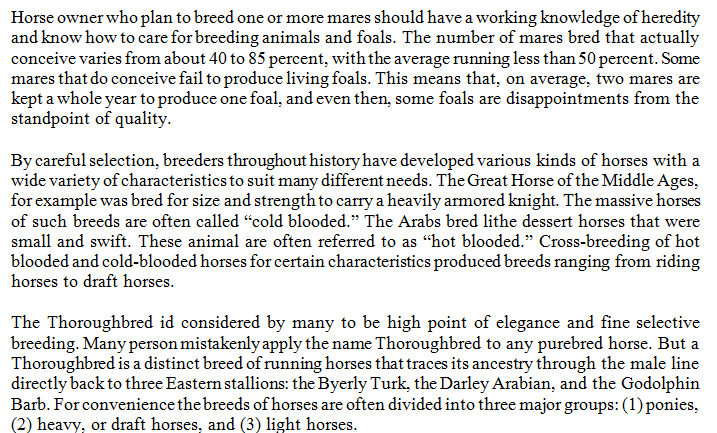 Horse owner who plan to breed one or more mares should have a working knowledge of heredity
and know how to care for breeding animals and foals. The number of mares bred that actually
conceive varies from about 40 to 85 percent, with the average running less than 50 percent. Some
mares that do conceive fail to produce living foals. This means that, on average, two mares are
kept a whole year to produce one foal, and even then, some foals are disappointments from the
standpoint of quality.
By careful selection, breeders throughout history have developed various kinds of horses with a
wide variety of characteristics to suit many different needs. The Great Horse of the Middle Ages,
for example was bred for size and strength to carry a heavily armored knight. The massive horses
of such breeds are often called “cold blooded.” The Arabs bred lithe dessert horses that were
small and swift. These animal are often referred to as “hot blooded.” Cross-breeding of hot
blooded and cold-blooded horses for certain characteristics produced breeds ranging from riding
horses to draft horses.
The Thoroughbred id considered by many to be high point of elegance and fine selective
breeding. Many person mistakenly apply the name Thoroughbred to any purebred horse. But a
Thoroughbred is a distinct breed of running horses that traces its ancestry through the male line
directly back to three Eastern stallions: the Byerly Turk, the Darley Arabian, and the Godolphin
Barb. For convenience the breeds of horses are often divided into three major groups: (1) ponies,
(2) heavy, or draft horses, and (3) light horses.